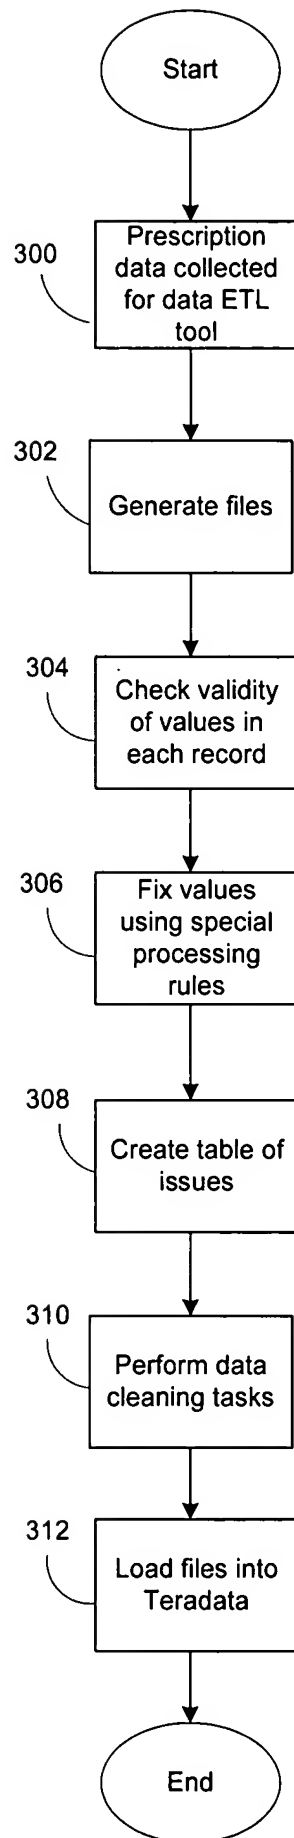 Start
300
Prescription
data collected
for data ETL
tool
302
Generate files
304
Check validity
of values in
each record
306
Fix values
using special
processing
rules
308
Create table of
issues
310
Perform data
cleaning tasks
312
Load files into
Teradata
End